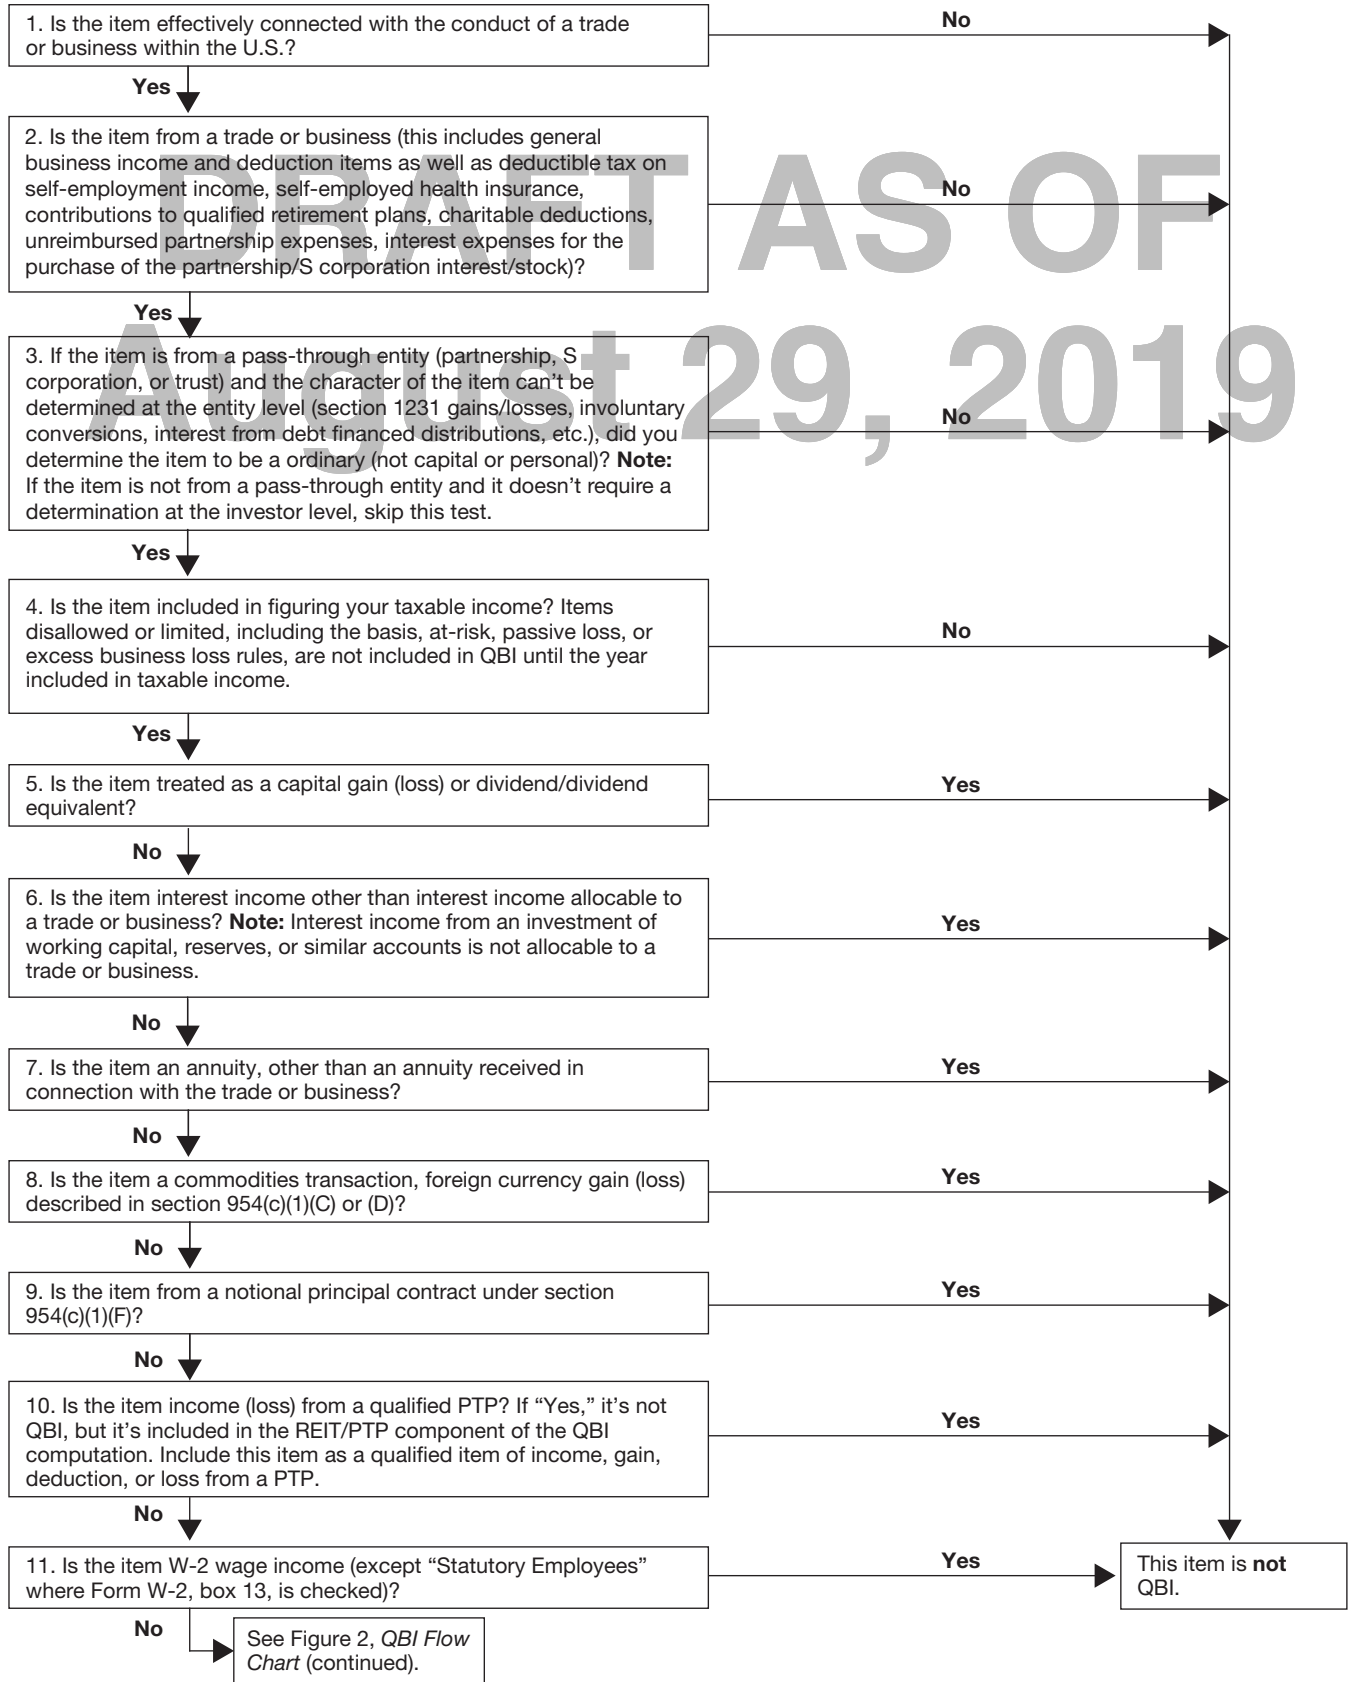 1. Is the item effectively connected with the conduct of a trade
or business within the U.S.?
No
Yes
2. Is the item from a trade or business (this includes general
business income and deduction items as well as deductible tax on
self-employment income, self-employed health insurance,
contributions to qualified retirement plans, charitable deductions,
unreimbursed partnership expenses, interest expenses for the
purchase of the partnership/S corporation interest/stock)?
No
DRAFT AS OF
Yes
3. If the item is from a pass-through entity (partnership, S
corporation, or trust) and the character of the item can't be
determined at the entity level (section 1231 gains/losses, involuntary
conversions, interest from debt financed distributions, etc.), did you
determine the item to be a ordinary (not capital or personal)? Note:
If the item is not from a pass-through entity and it doesn't require a
determination at the investor level, skip this test.
No
August 29, 2019
Yes
4. Is the item included in figuring your taxable income? Items
disallowed or limited, including the basis, at-risk, passive loss, or
excess business loss rules, are not included in QBI until the year
included in taxable income.
No
Yes
5. Is the item treated as a capital gain (loss) or dividend/dividend
equivalent?
Yes
No
6. Is the item interest income other than interest income allocable to
a trade or business? Note: Interest income from an investment of
working capital, reserves, or similar accounts is not allocable to a
trade or business.
Yes
No
7. Is the item an annuity, other than an annuity received in
connection with the trade or business?
Yes
No
8. Is the item a commodities transaction, foreign currency gain (loss)
described in section 954(c)(1)(C) or (D)?
Yes
No
9. Is the item from a notional principal contract under section
954(c)(1)(F)?
Yes
No
10. Is the item income (loss) from a qualified PTP? If “Yes,” it's not
QBI, but it's included in the REIT/PTP component of the QBI
computation. Include this item as a qualified item of income, gain,
deduction, or loss from a PTP.
Yes
No
11. Is the item W-2 wage income (except “Statutory Employees”
where Form W-2, box 13, is checked)?
Yes
This item is not
QBI.
No
See Figure 2, QBI Flow
Chart (continued).